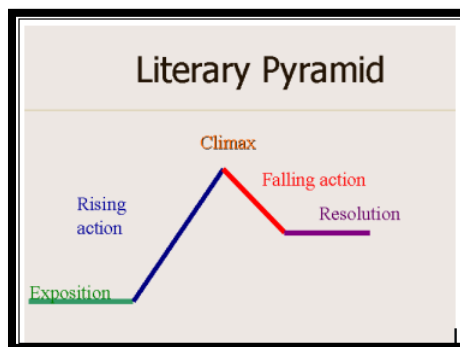 Literary Pyramid
Climax
Falling action
Rising
action
Resolution
Exposition